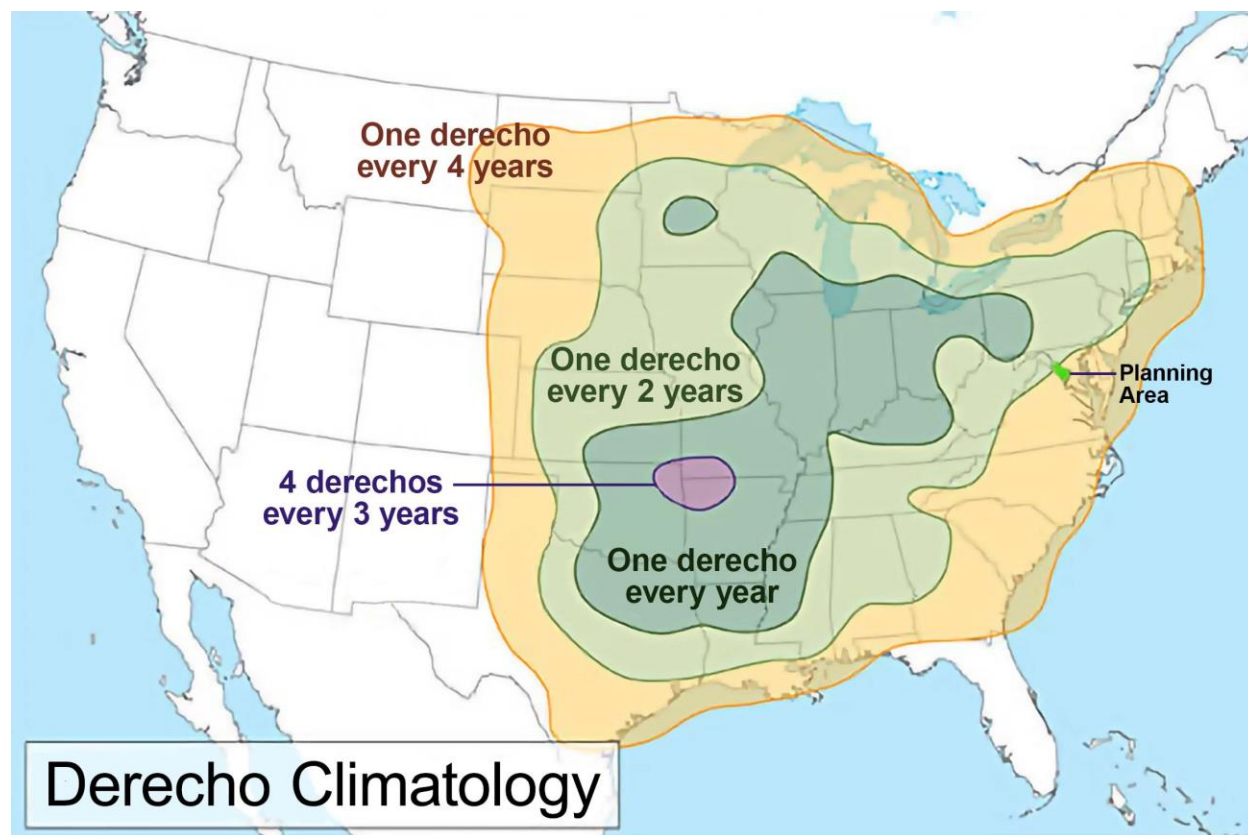 One derecho
every 4 years
One derecho
every 2 years
Planning
Area
4 derechos
every 3 years
One derecho
every year
Derecho Climatology